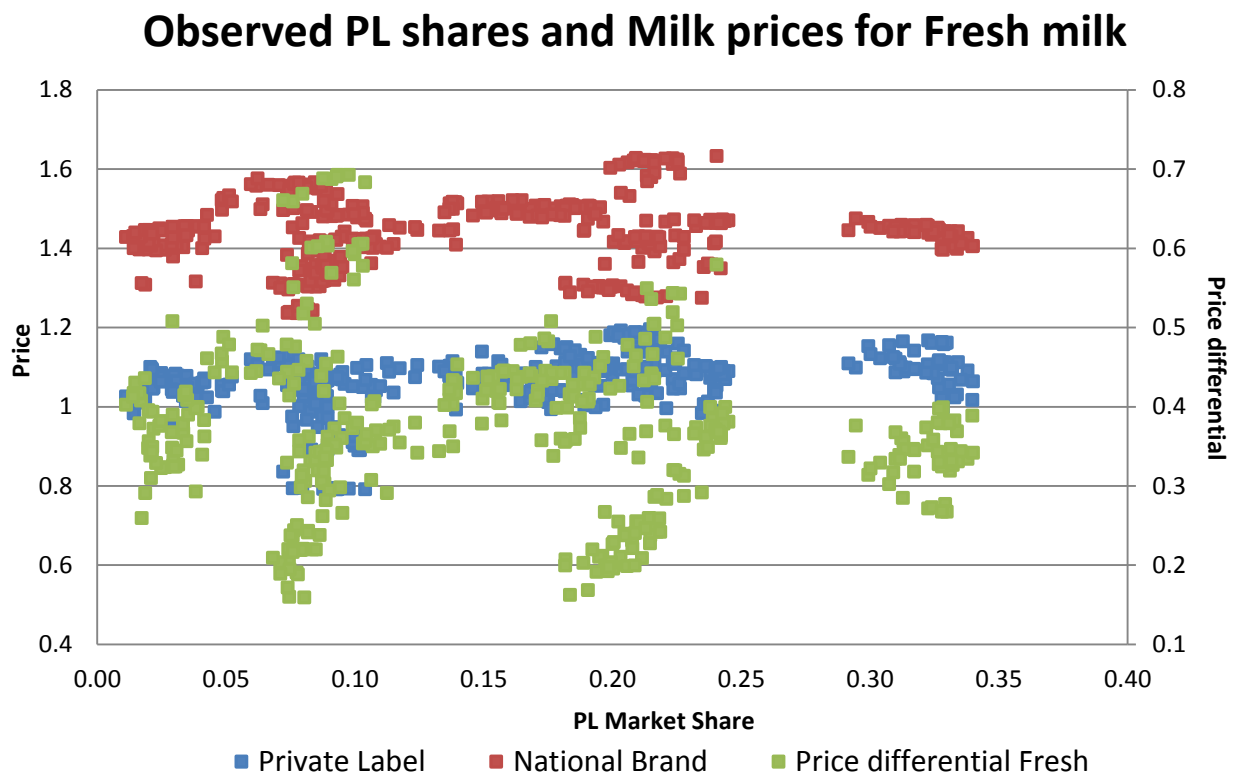 Observed PL shares and Milk prices for Fresh milk
1.8
1.6
1.4
1.2
1
0.8
0.6
0.4
Price
0.8
0.7
0.6
0.5
0.4
0.3
0.2
0.1
Price differential
0.00 0.05 0.10 0.15 0.20 0.25 0.30 0.35 0.40
PL Market Share
Private Label National Brand Price differential Fresh